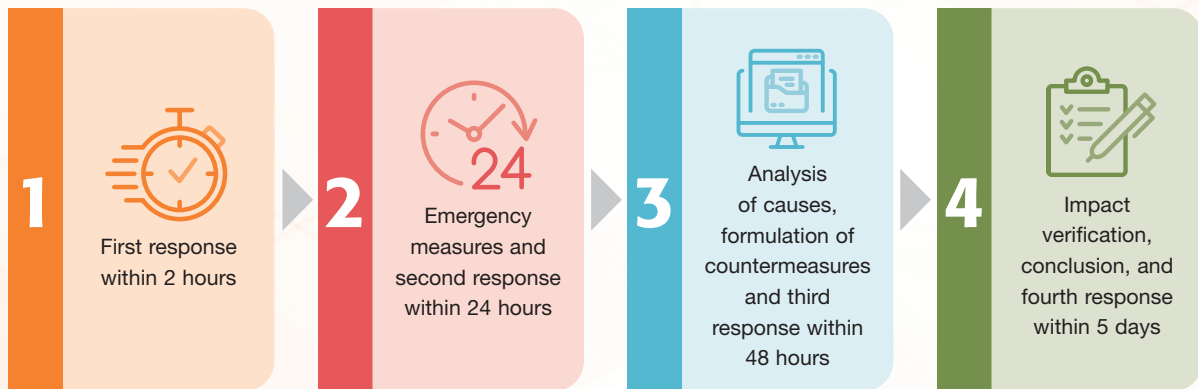 1
First response
within 2 hours
2
24
Emergency
measures and
second response
within 24 hours
3
Analysis
of causes,
formulation of
countermeasures
and third
response within
48 hours
4
Impact
verification,
conclusion, and
fourth response
within 5 days